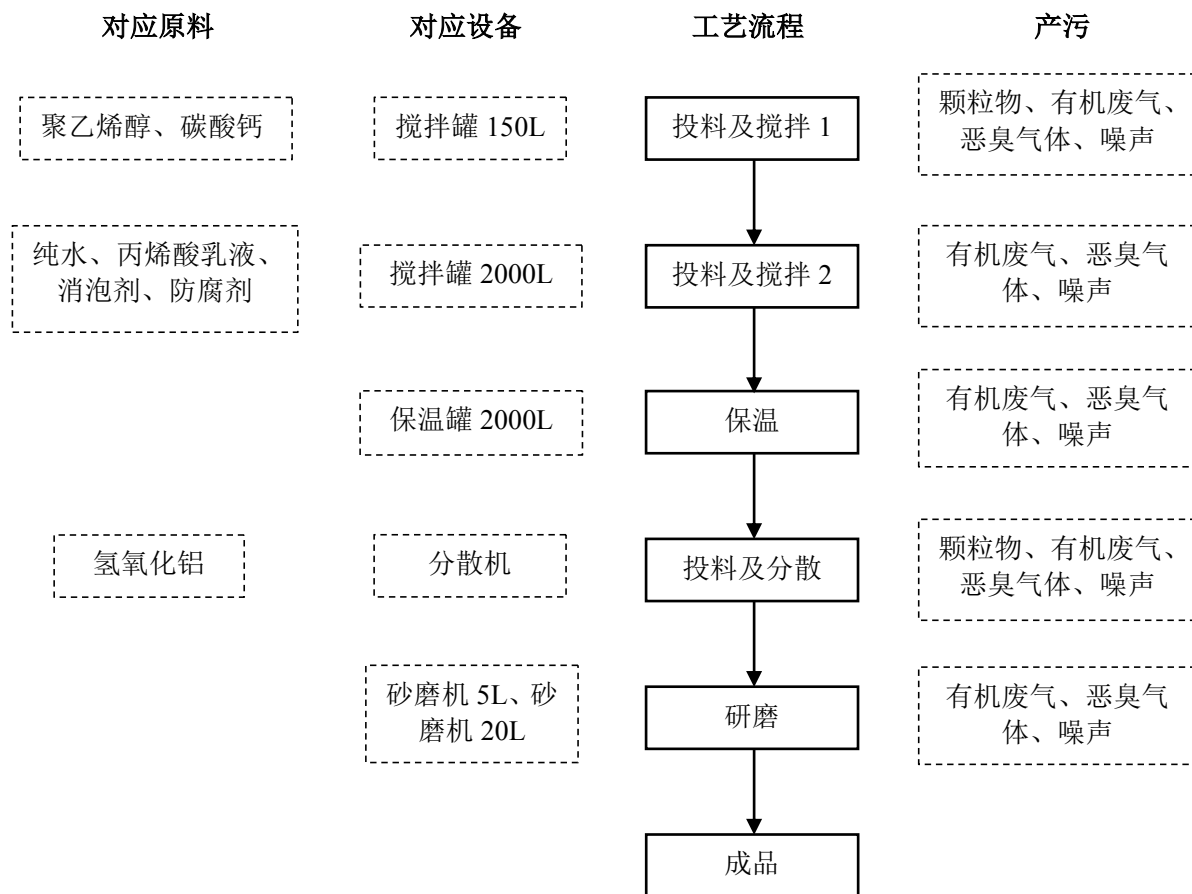 对应原料 对应设备 工艺流程 产污
聚乙烯醇、碳酸钙
搅拌罐 150L
投料及搅拌 1
颗粒物、有机废气、
恶臭气体、噪声
纯水、丙烯酸乳液、
消泡剂、防腐剂
搅拌罐 2000L
投料及搅拌 2
有机废气、恶臭气
体、噪声
保温罐 2000L
保温
有机废气、恶臭气
体、噪声
氢氧化铝
分散机
投料及分散
颗粒物、有机废气、
恶臭气体、噪声
砂磨机 5L、砂
磨机 20L
研磨
有机废气、恶臭气
体、噪声
成品